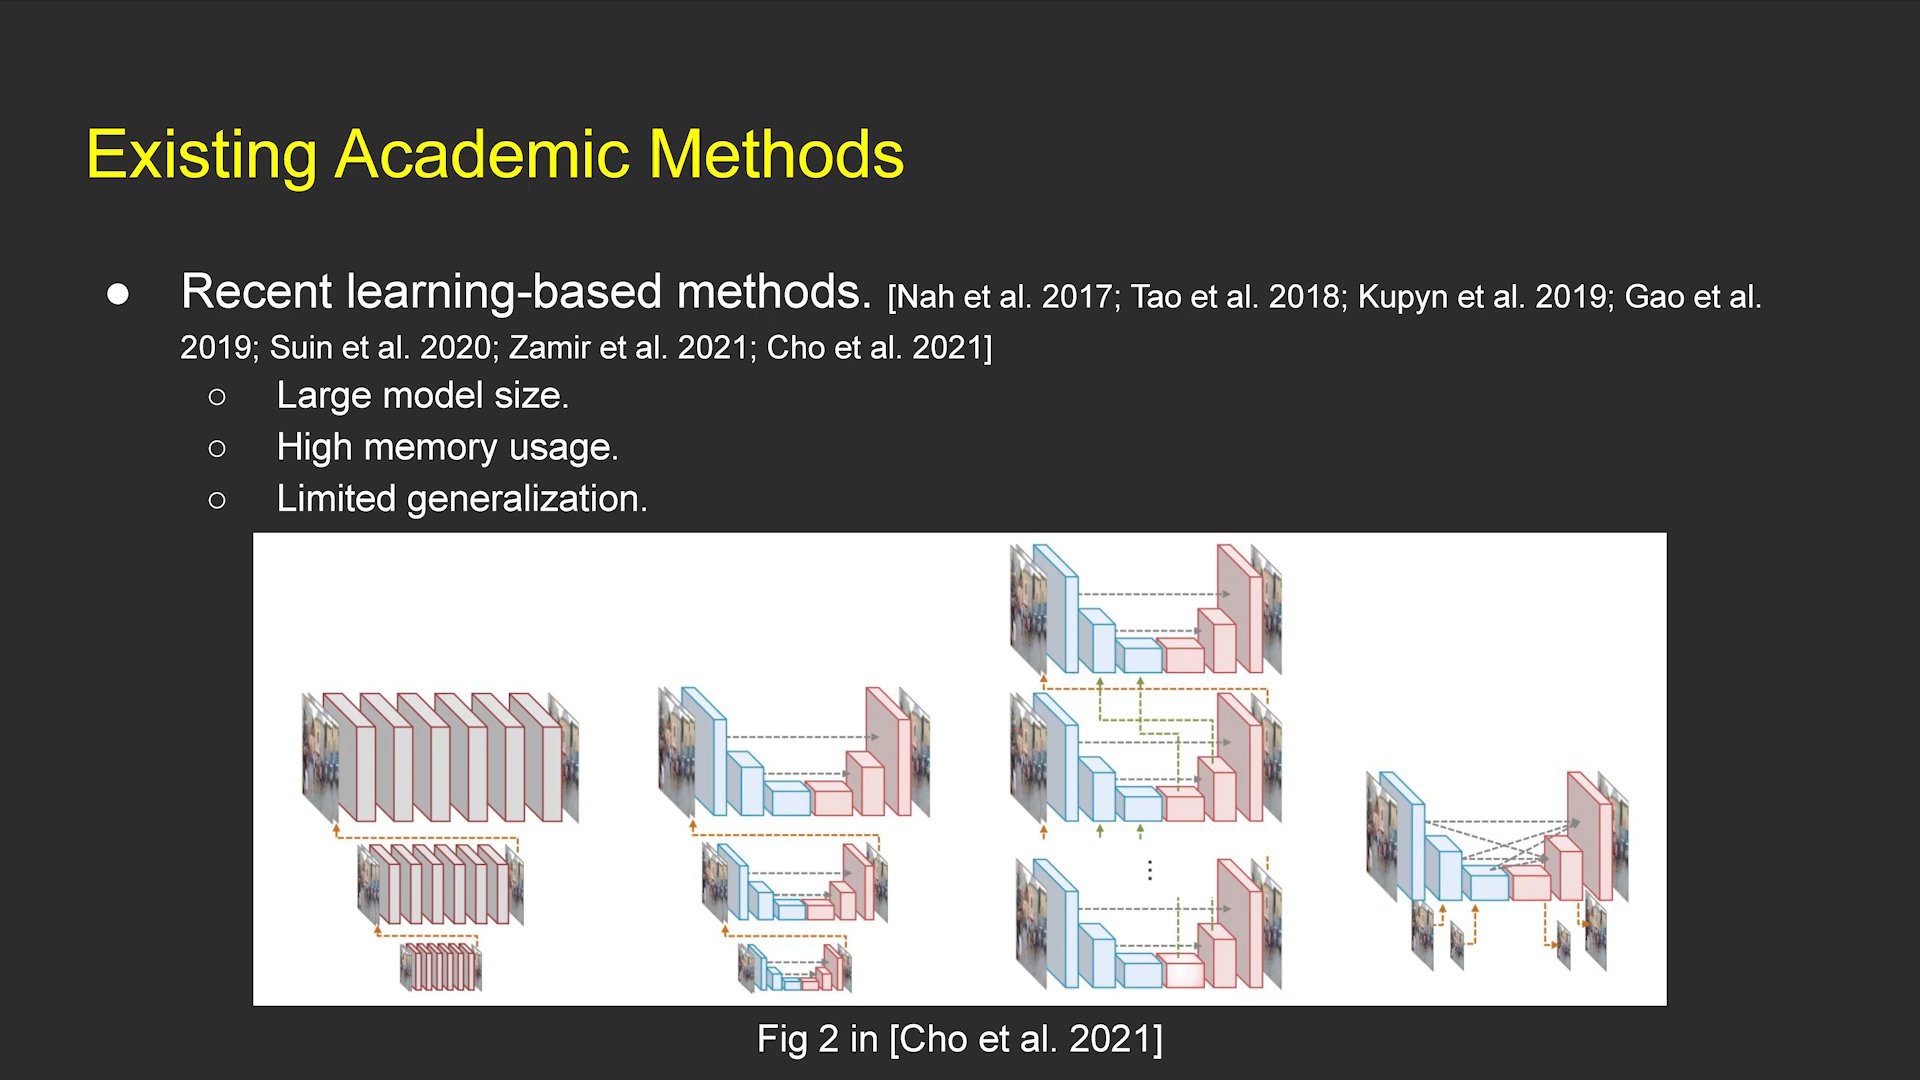 Existing Academic Methods
● Recent learning-based methods. [Nah et al. 2017; Tao et al. 2018; Kupyn et al. 2019; Gao et al.
2019; Suin et al. 2020; Zamir et al. 2021; Cho et al. 2021]
○ Large model size.
○ High memory usage.
○ Limited generalization.
Fig 2 in [Cho et al. 2021]